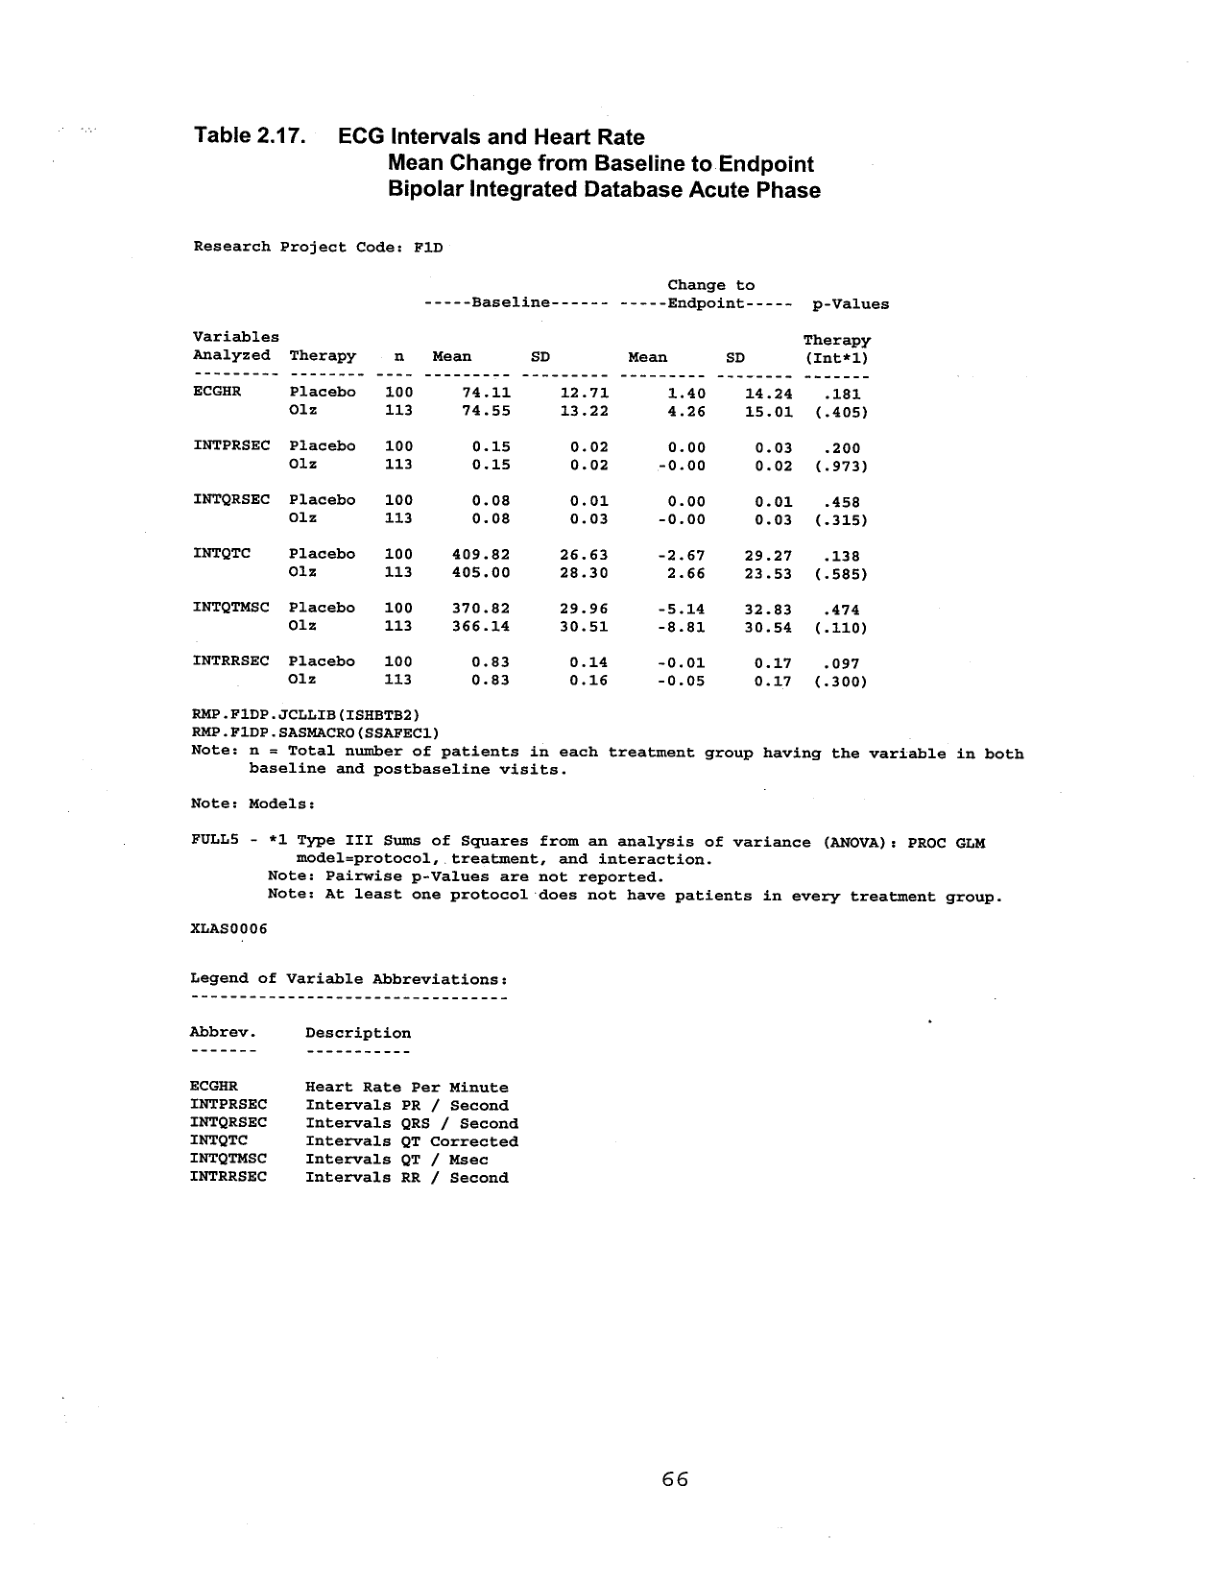 Table 2.17. ECG Intervals and Heart Rate
Mean Change from Baseline to Endpoint
Bipolar Integrated Database Acute Phase
Research Project Code: F1D
Change to
-----Baseline------ -----Endpoint----- p-Values
Variables Therapy
Analyzed Therapy n Mean SD Mean SD (Int*1)
--------- -------- ---- --------- --------- --------- -------- -------
ECGHR Placebo 100 74.11 12.71 1.40 14.24 .181
Olz 113 74.55 13.22 4.26 15.01 (.405)
INTPRSEC Placebo 100 0.15 0.02 0.00 0.03 .200
Olz 113 0.15 0.02 -0.00 0.02 (.973)
INTQRSEC Placebo 100 0.08 0.01 0.00 0.01 .458
Olz 113 0.08 0.03 -0.00 0.03 (.315)
INTQTC Placebo 100 409.82 26.63 -2.67 29.27 .138
Olz 113 405.00 28.30 2.66 23.53 (.585)
INTQTMSC Placebo 100 370.82 29.96 -5.14 32.83 .474
Olz 113 366.14 30.51 -8.81 30.54 (.110)
INTRRSEC Placebo 100 0.83 0.14 -0.01 0.17 .097
Olz 113 0.83 0.16 -0.05 0.17 (.300)
RMP.F1DP.JCLLIB(ISHBTB2)
RMP.F1DP.SASMACRO(SSAFEC1)
Note: n = Total number of patients in each treatment group having the variable in both
baseline and postbaseline visits.
Note: Models:
FULL5 - *1 Type III Sums of Squares from an analysis of variance (ANOVA): PROC GLM
model=protocol, treatment, and interaction.
Note: Pairwise p-Values are not reported.
Note: At least one protocol does not have patients in every treatment group.
XLAS0006
Legend of Variable Abbreviations:
---------------------------------
Abbrev. Description
------- -----------
ECGHR Heart Rate Per Minute
INTPRSEC Intervals PR / Second
INTQRSEC Intervals QRS / Second
INTQTC Intervals QT Corrected
INTQTMSC Intervals QT / Msec
INTRRSEC Intervals RR / Second
66